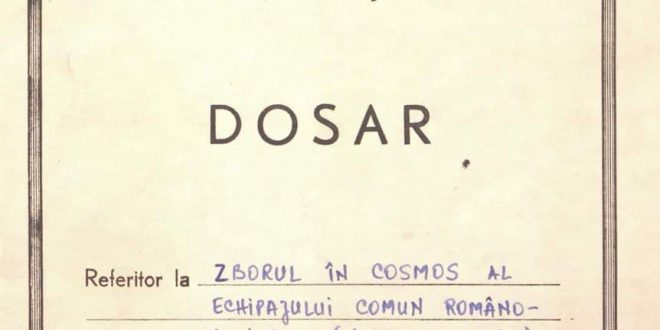 DOSAR
Referitor la ZBORUL ÎN COSMOS AL
ECHIPAJULUI COMUN ROMÂNO-